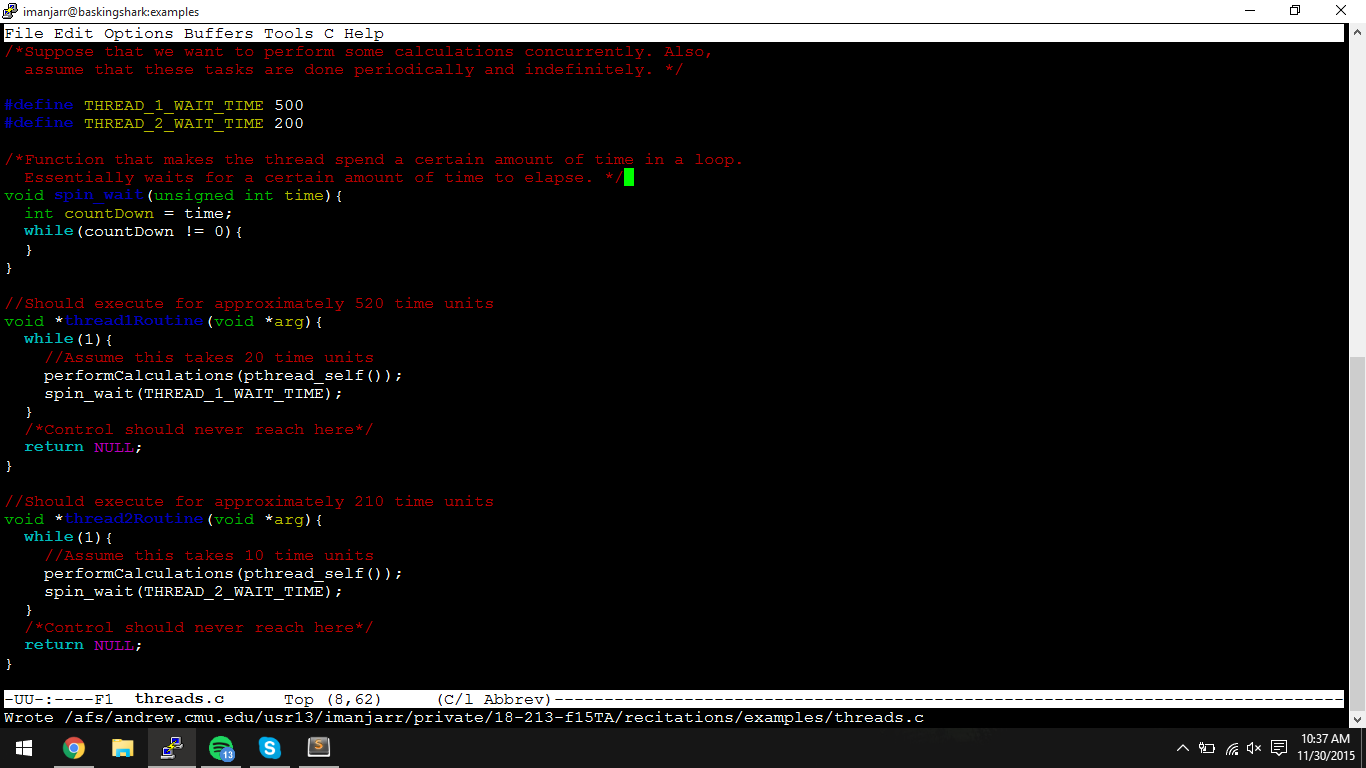 imanjarr@baskingshark:examples
File Edit Options Buffers Tools C Help
/*Suppose that we want to perform some calculations concurrently. Also,
  assume that these tasks are done periodically and indefinitely. */
#define THREAD_1_WAIT_TIME 500
#define THREAD_2_WAIT_TIME 200
/*Function that makes the thread spend a certain amount of time in a loop.
  Essentially waits for a certain amount of time to elapse. */
void spin_wait(unsigned int time){
  int countDown = time;
  while(countDown != 0){
  }
}
//Should execute for approximately 520 time units
void *thread1Routine(void *arg){
  while(1){
    //Assume this takes 20 time units
    performCalculations(pthread_self());
    spin_wait(THREAD_1_WAIT_TIME);
  }
  /*Control should never reach here*/
  return NULL;
}
//Should execute for approximately 210 time units
void *thread2Routine(void *arg){
  while(1){
    //Assume this takes 10 time units
    performCalculations(pthread_self());
    spin_wait(THREAD_2_WAIT_TIME);
  }
  /*Control should never reach here*/
  return NULL;
}
-UU-:----F1  threads.c      Top (8,62)     (C/l Abbrev)-------------------------------------------------------------------------------
Wrote /afs/andrew.cmu.edu/usr13/imanjarr/private/18-213-f15TA/recitations/examples/threads.c
13
10:37 AM
11/30/2015